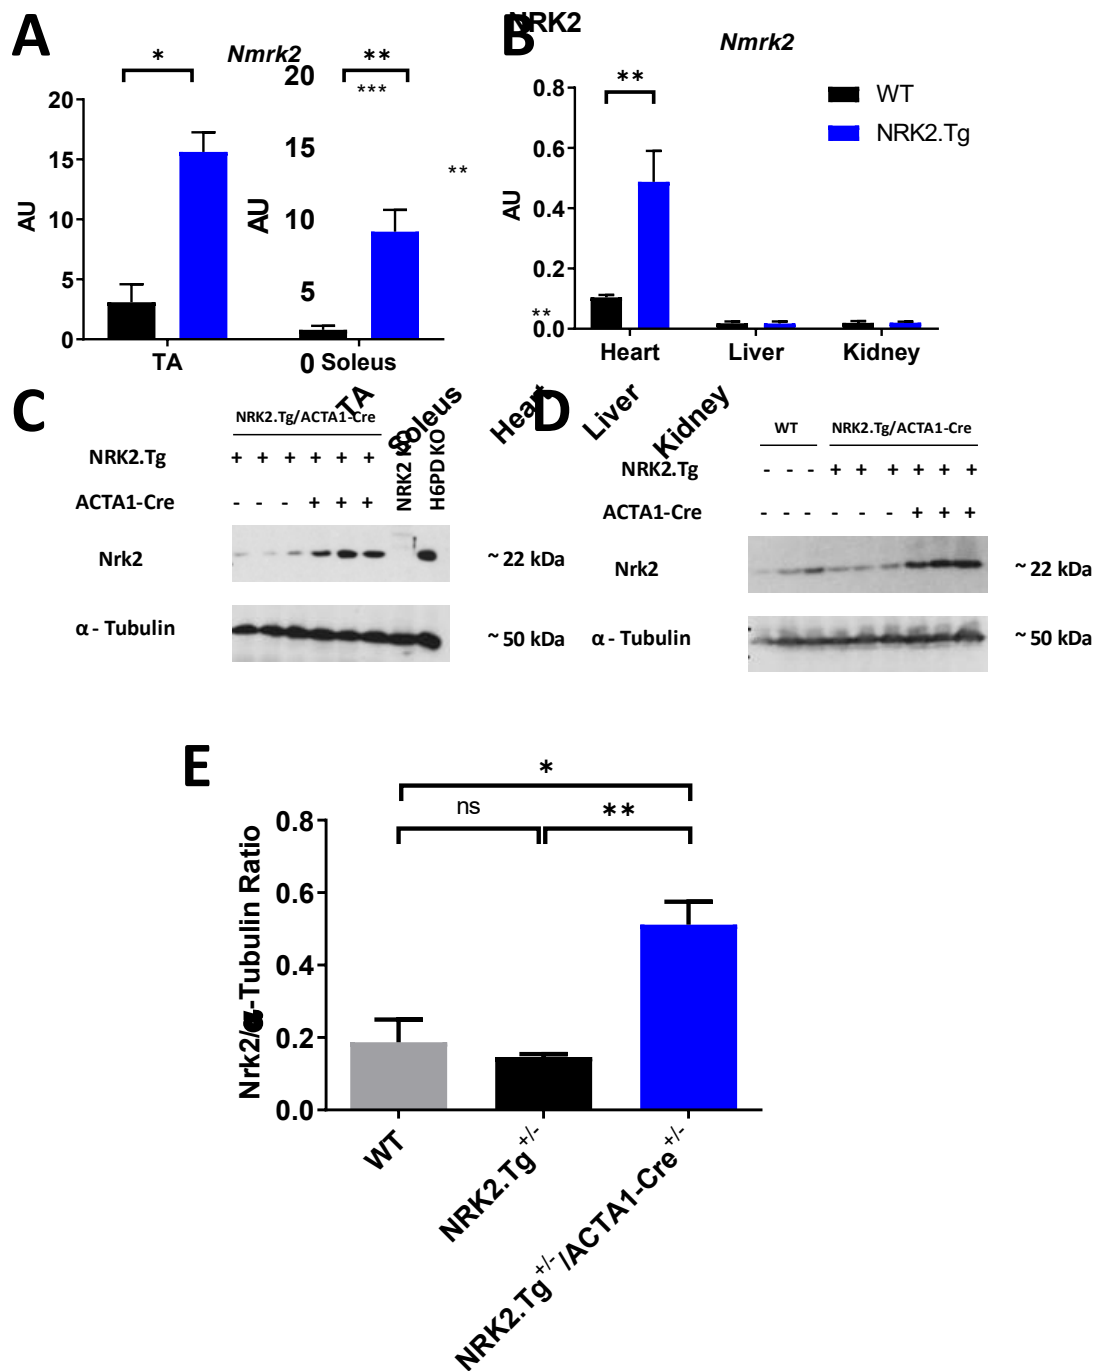 A
Nmrk2
*
**
***
**
20
15
10
5
0
AU
20
15
10
5
0
AU
TA
Soleus
TA
Soleus
Heart
Liver
Kidney
B
NRK2
Nmrk2
**
**
0.8
0.6
0.4
0.2
0.0
AU
WT
NRK2.Tg
Heart
Liver
Kidney
C
NRK2.Tg/ACTA1-Cre
NRK2.Tg
+ + + + + +
ACTA1-Cre
- - - + + +
NRK2 KO
H6PD KO
Nrk2
~ 22 kDa
α - Tubulin
~ 50 kDa
D
WT
NRK2.Tg/ACTA1-Cre
NRK2.Tg
- - - + + + + + +
ACTA1-Cre
- - - - - - + + +
Nrk2
~ 22 kDa
α - Tubulin
~ 50 kDa
E
*
ns
**
0.8
0.6
0.4
0.2
0.0
Nrk2/α-Tubulin Ratio
WT
NRK2.Tg+/-
NRK2.Tg+/-/ACTA1-Cre+/-